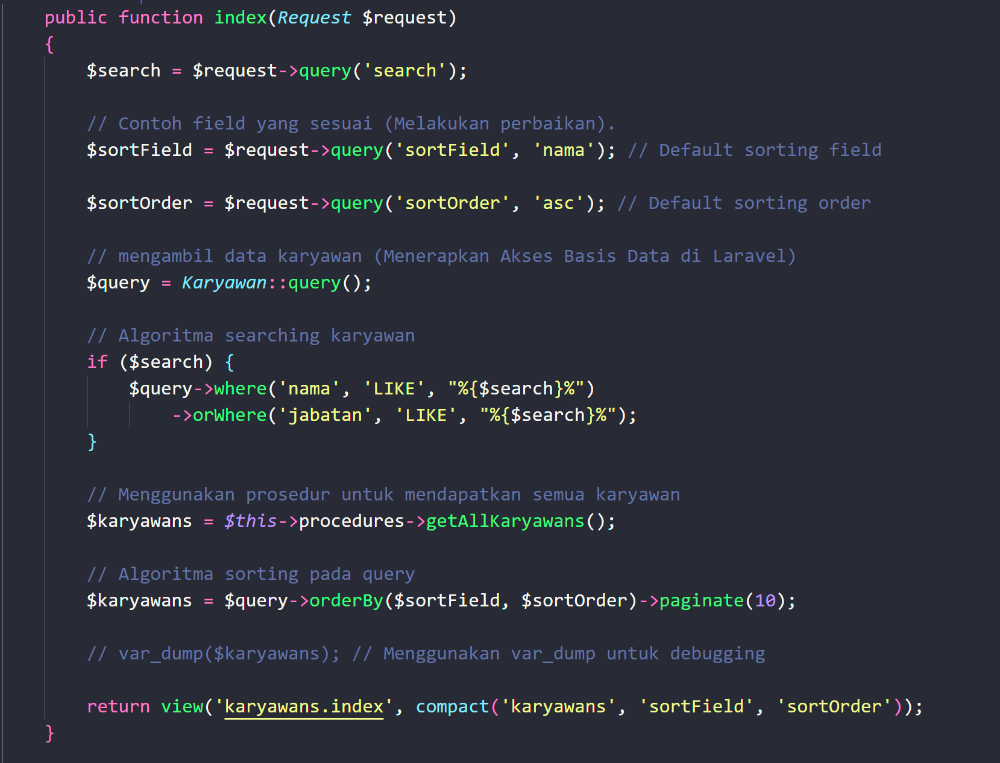 public function index(Request $request)
{
    $search = $request->query('search');

    // Contoh field yang sesuai (Melakukan perbaikan).
    $sortField = $request->query('sortField', 'nama'); // Default sorting field

    $sortOrder = $request->query('sortOrder', 'asc'); // Default sorting order

    // mengambil data karyawan (Menerapkan Akses Basis Data di Laravel)
    $query = Karyawan::query();

    // Algoritma searching karyawan
    if ($search) {
        $query->where('nama', 'LIKE', "%{$search}%")
            ->orWhere('jabatan', 'LIKE', "%{$search}%");
    }

    // Menggunakan prosedur untuk mendapatkan semua karyawan
    $karyawans = $this->procedures->getAllKaryawans();

    // Algoritma sorting pada query
    $karyawans = $query->orderBy($sortField, $sortOrder)->paginate(10);

    // var_dump($karyawans); // Menggunakan var_dump untuk debugging

    return view('karyawans.index', compact('karyawans', 'sortField', 'sortOrder'));
}